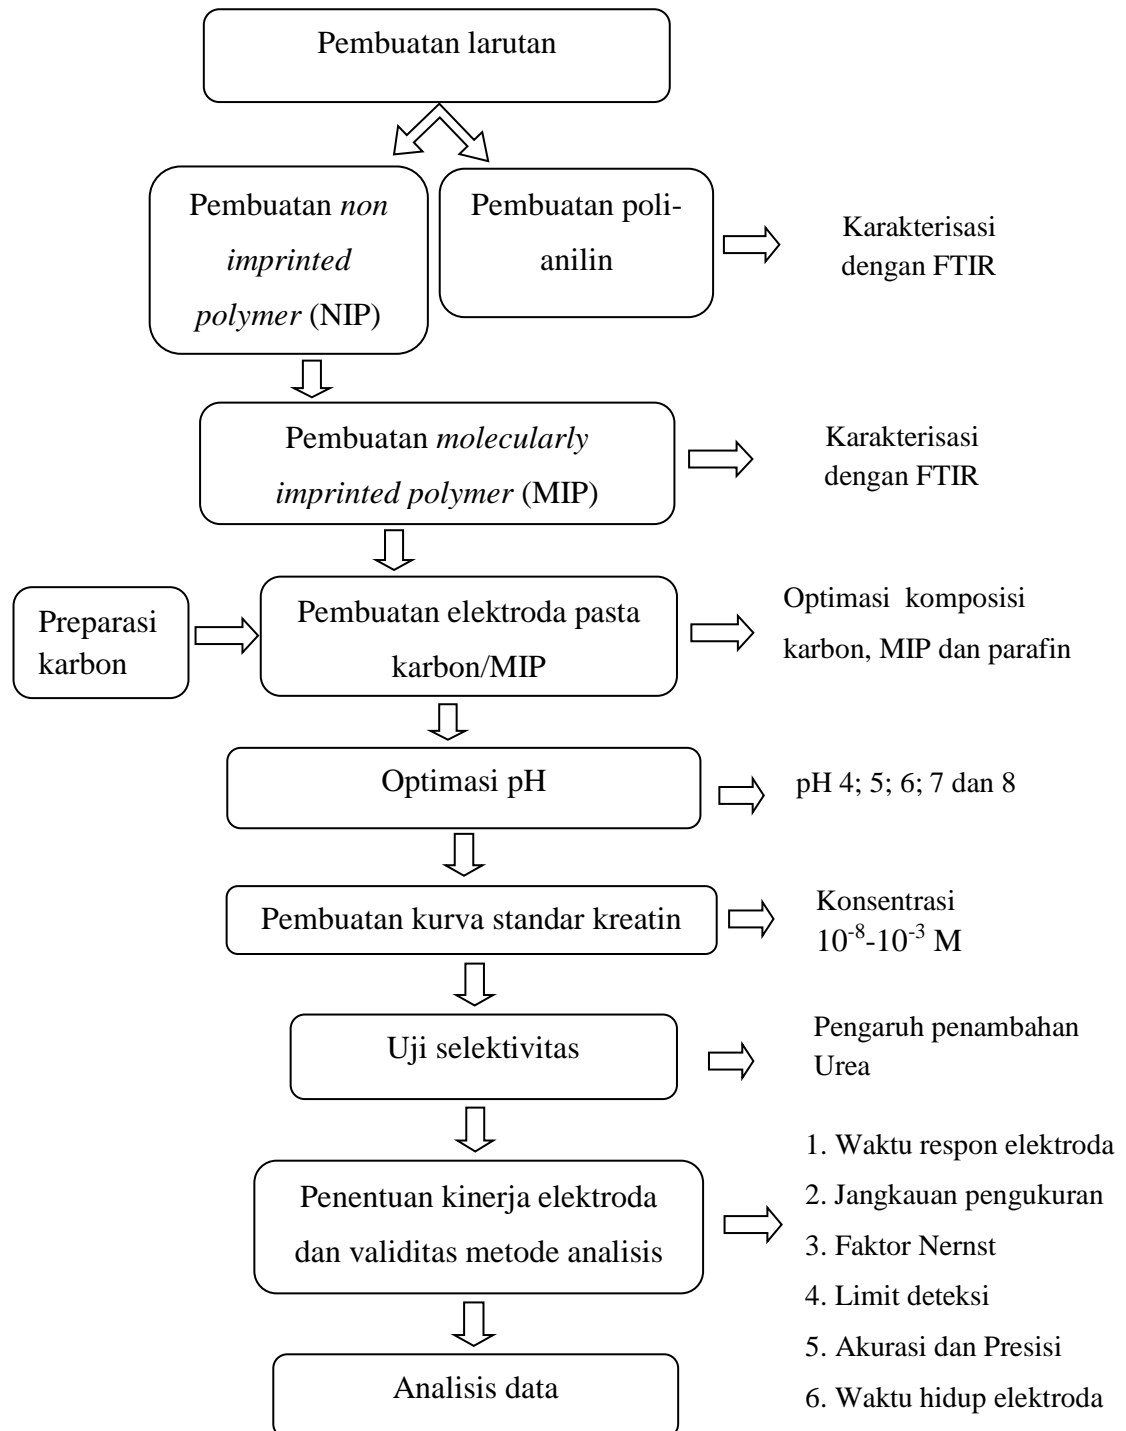 Pembuatan larutan
Pembuatan non
imprinted
polymer (NIP)
Pembuatan poli-
anilin
Karakterisasi
dengan FTIR
Pembuatan molecularly
imprinted polymer (MIP)
Karakterisasi
dengan FTIR
Preparasi
karbon
Pembuatan elektroda pasta
karbon/MIP
Optimasi komposisi
karbon, MIP dan parafin
Optimasi pH
pH 4; 5; 6; 7 dan 8
Pembuatan kurva standar kreatin
Konsentrasi
10⁻⁸-10⁻³ M
Uji selektivitas
Pengaruh penambahan
Urea
Penentuan kinerja elektroda
dan validitas metode analisis
1. Waktu respon elektroda
2. Jangkauan pengukuran
3. Faktor Nernst
4. Limit deteksi
5. Akurasi dan Presisi
6. Waktu hidup elektroda
Analisis data